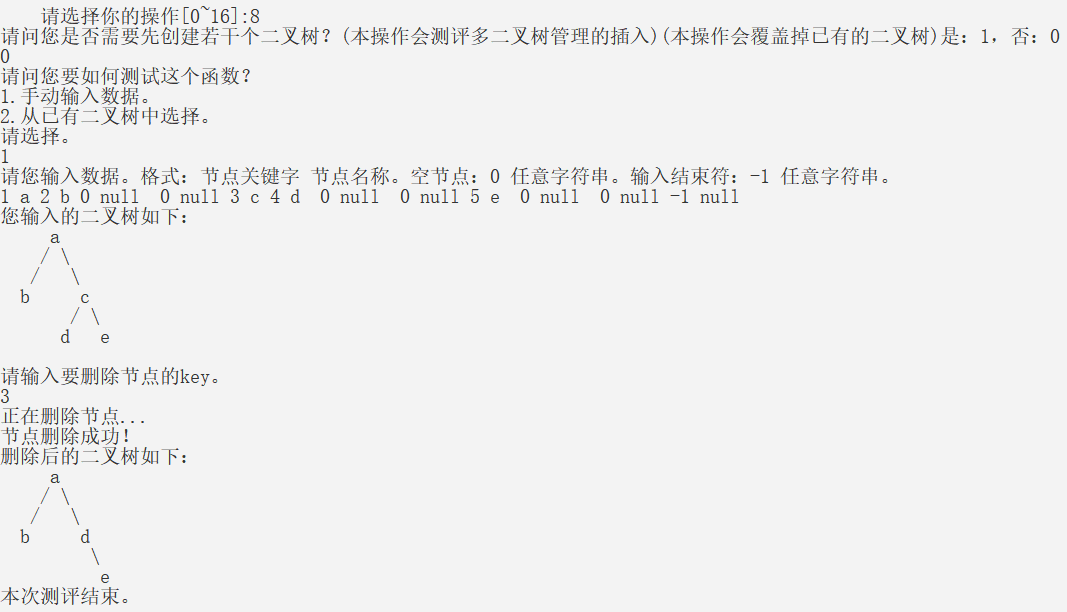 请选择你的操作[0~16]:8
请问您是否需要先创建若干个二叉树？(本操作会测评多二叉树管理的插入)(本操作会覆盖掉已有的二叉树)是：1，否：0
0
请问您要如何测试这个函数？
1.手动输入数据。
2.从已有二叉树中选择。
请选择。
1
请您输入数据。格式：节点关键字 节点名称。空节点：0 任意字符串。输入结束符：-1 任意字符串。
1 a 2 b 0 null  0 null 3 c 4 d  0 null  0 null 5 e  0 null  0 null -1 null
您输入的二叉树如下：
     a
    / \
   /   \
  b     c
       / \
      d   e
请输入要删除节点的key。
3
正在删除节点...
节点删除成功！
删除后的二叉树如下：
     a
    / \
   /   \
  b     d
         \
          e
本次测评结束。